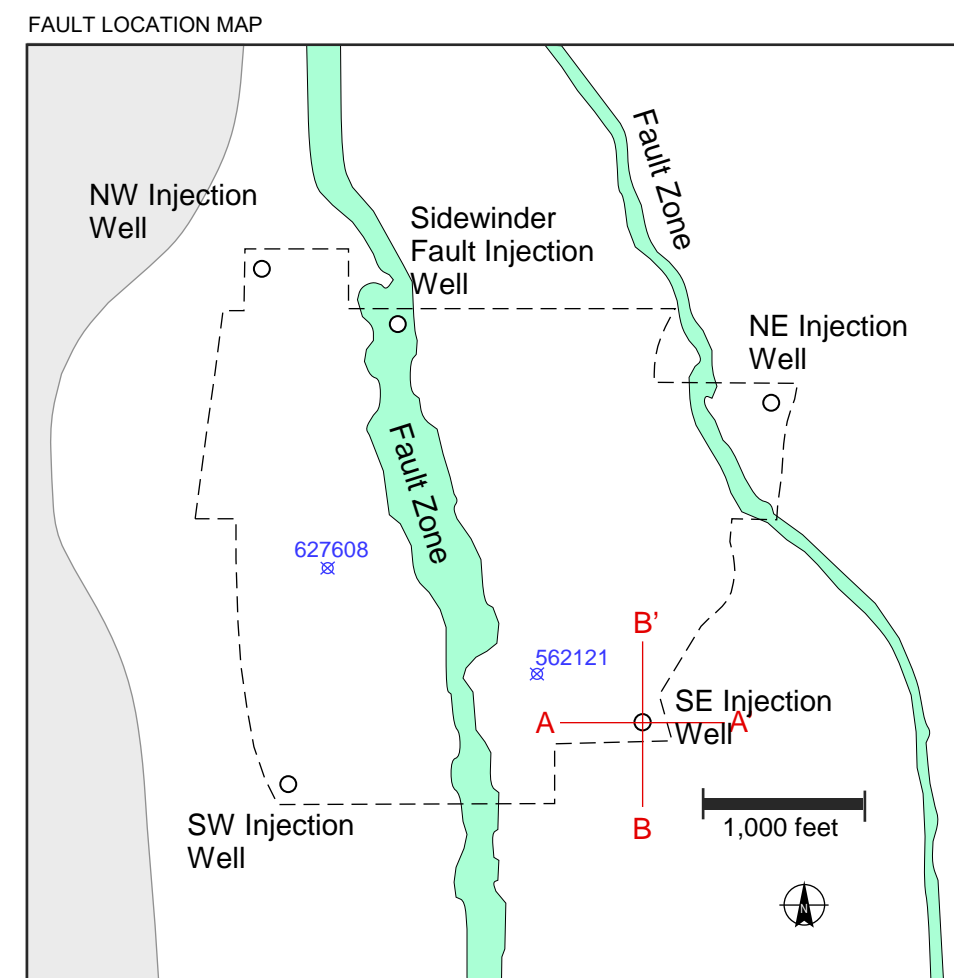 FAULT LOCATION MAP
Fault Zone
NW Injection
Well
Sidewinder
Fault Injection
Well
NE Injection
Well
Fault Zone
627608
562121
B’
A
SE Injection
Well
A’
B
1,000 feet
SW Injection
Well
N